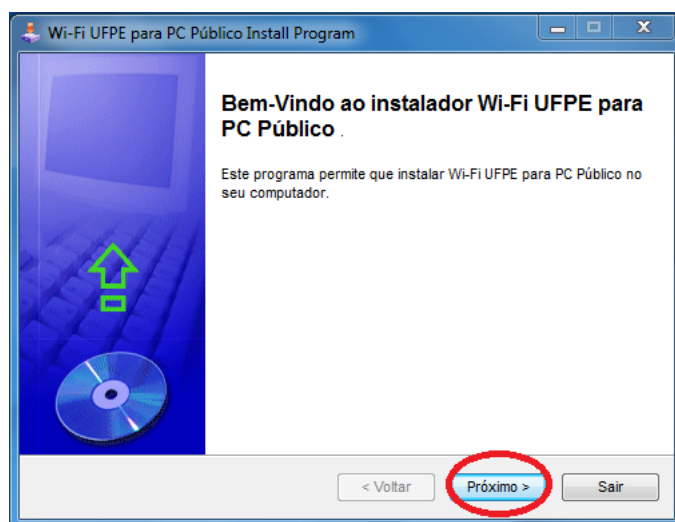 Wi-Fi UFPE para PC Público Install Program
Bem-Vindo ao instalador Wi-Fi UFPE para
PC Público .
Este programa permite que instalar Wi-Fi UFPE para PC Público no
seu computador.
< Voltar Próximo > Sair